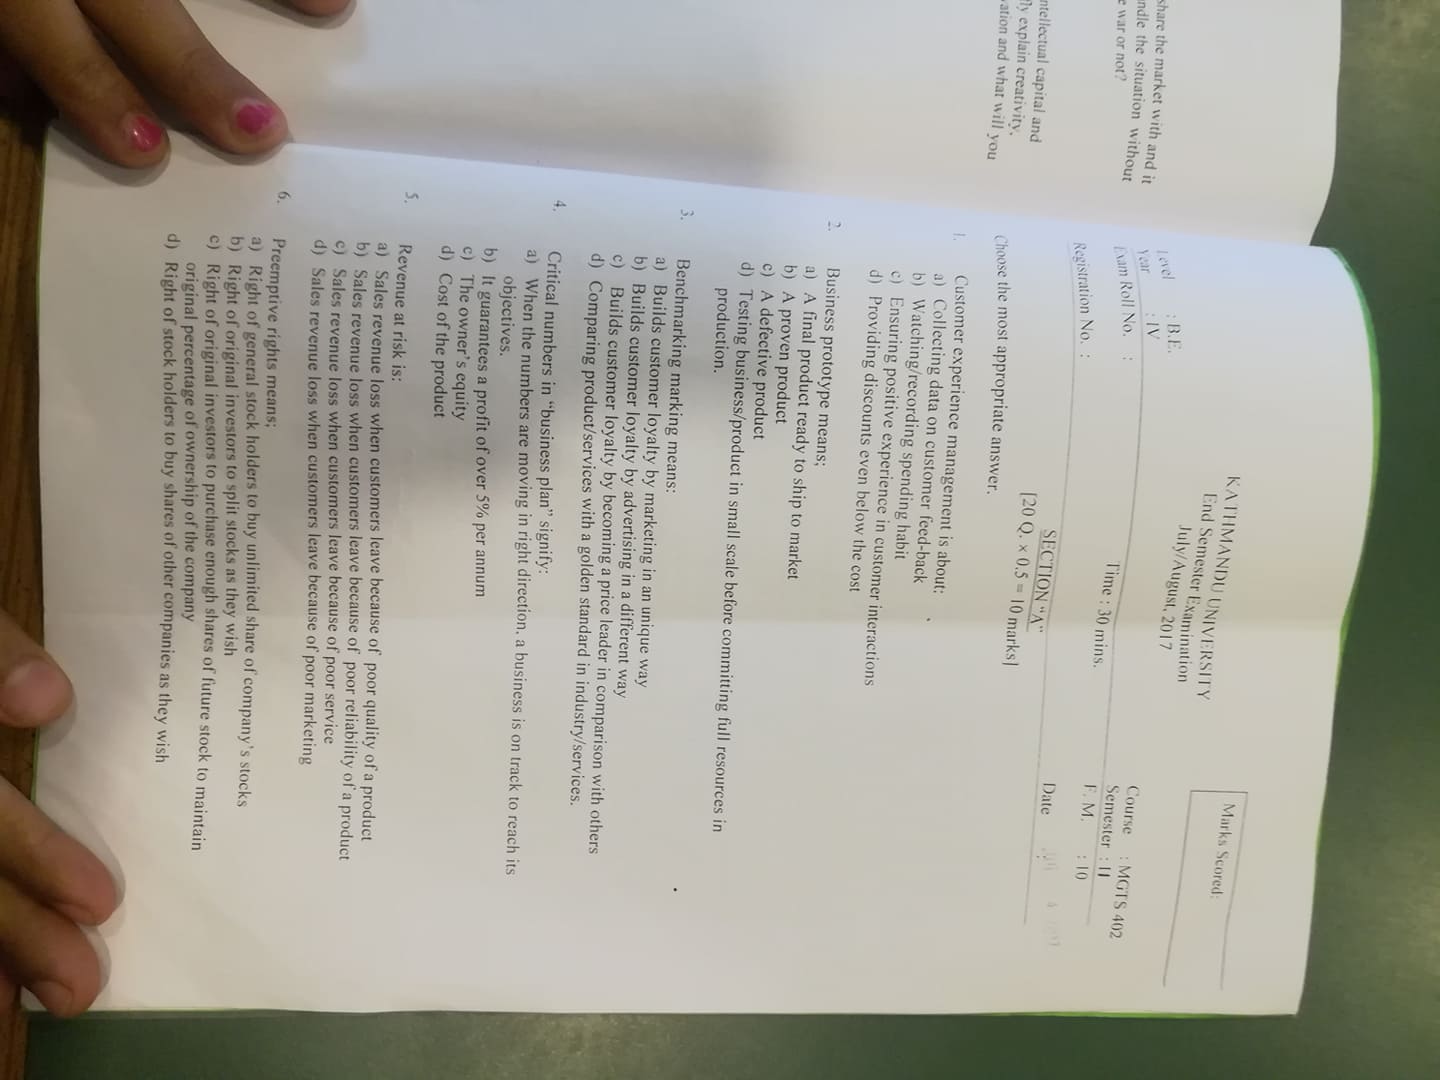 share the market with and it
ndle the situation without
e war or not?
ntellectual capital and
fly explain creativity,
vation and what will you
KATHMANDU UNIVERSITY
End Semester Examination
July/August, 2017
Marks Scored:
Level : B.E.
Year : IV
Exam Roll No. :
Registration No. :
Time : 30 mins.
Course : MGTS 402
Semester : II
F. M. : 10
Date
SECTION "A"
[20 Q. × 0.5 = 10 marks]
Choose the most appropriate answer.
1. Customer experience management is about:
a) Collecting data on customer feed-back
b) Watching/recording spending habit
c) Ensuring positive experience in customer interactions
d) Providing discounts even below the cost
2. Business prototype means;
a) A final product ready to ship to market
b) A proven product
c) A defective product
d) Testing business/product in small scale before committing full resources in
production.
3. Benchmarking marking means:
a) Builds customer loyalty by marketing in an unique way
b) Builds customer loyalty by advertising in a different way
c) Builds customer loyalty by becoming a price leader in comparison with others
d) Comparing product/services with a golden standard in industry/services.
4. Critical numbers in "business plan" signify:
a) When the numbers are moving in right direction, a business is on track to reach its
objectives.
b) It guarantees a profit of over 5% per annum
c) The owner's equity
d) Cost of the product
5. Revenue at risk is:
a) Sales revenue loss when customers leave because of poor quality of a product
b) Sales revenue loss when customers leave because of poor reliability of a product
c) Sales revenue loss when customers leave because of poor service
d) Sales revenue loss when customers leave because of poor marketing
6. Preemptive rights means;
a) Right of general stock holders to buy unlimited share of company's stocks
b) Right of original investors to split stocks as they wish
c) Right of original investors to purchase enough shares of future stock to maintain
original percentage of ownership of the company
d) Right of stock holders to buy shares of other companies as they wish